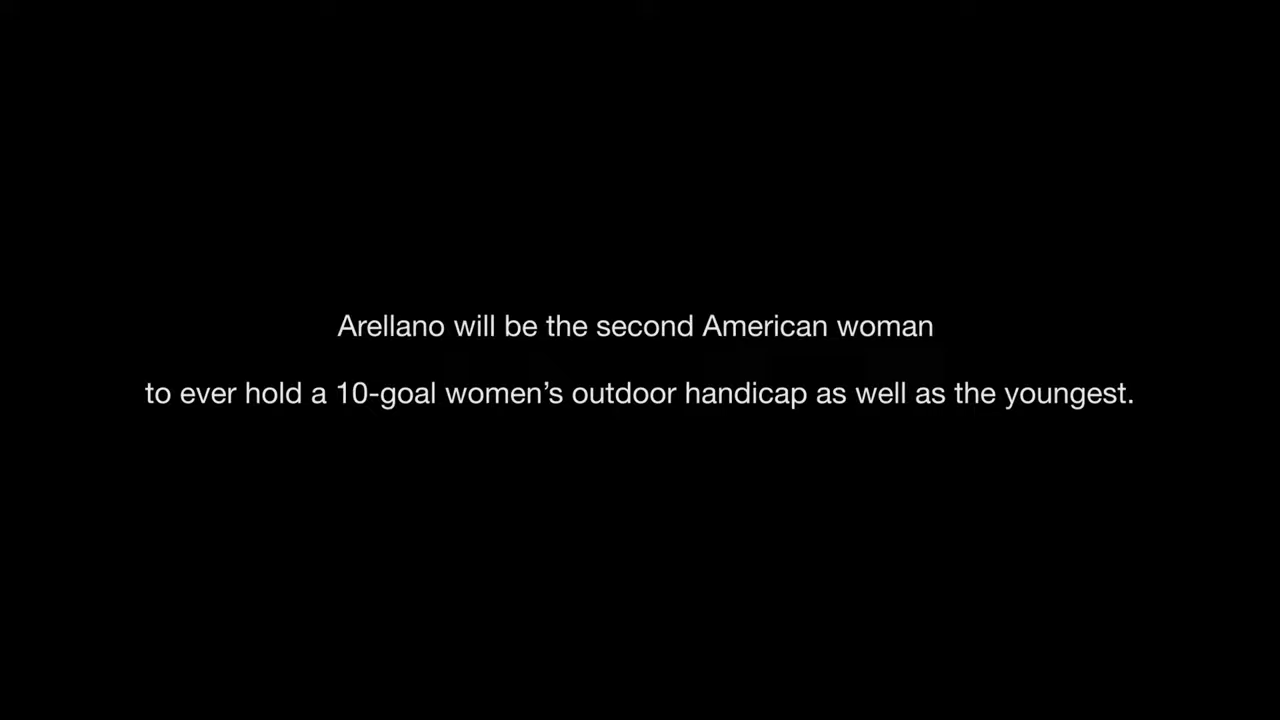 Arellano will be the second American woman
to ever hold a 10-goal women’s outdoor handicap as well as the youngest.